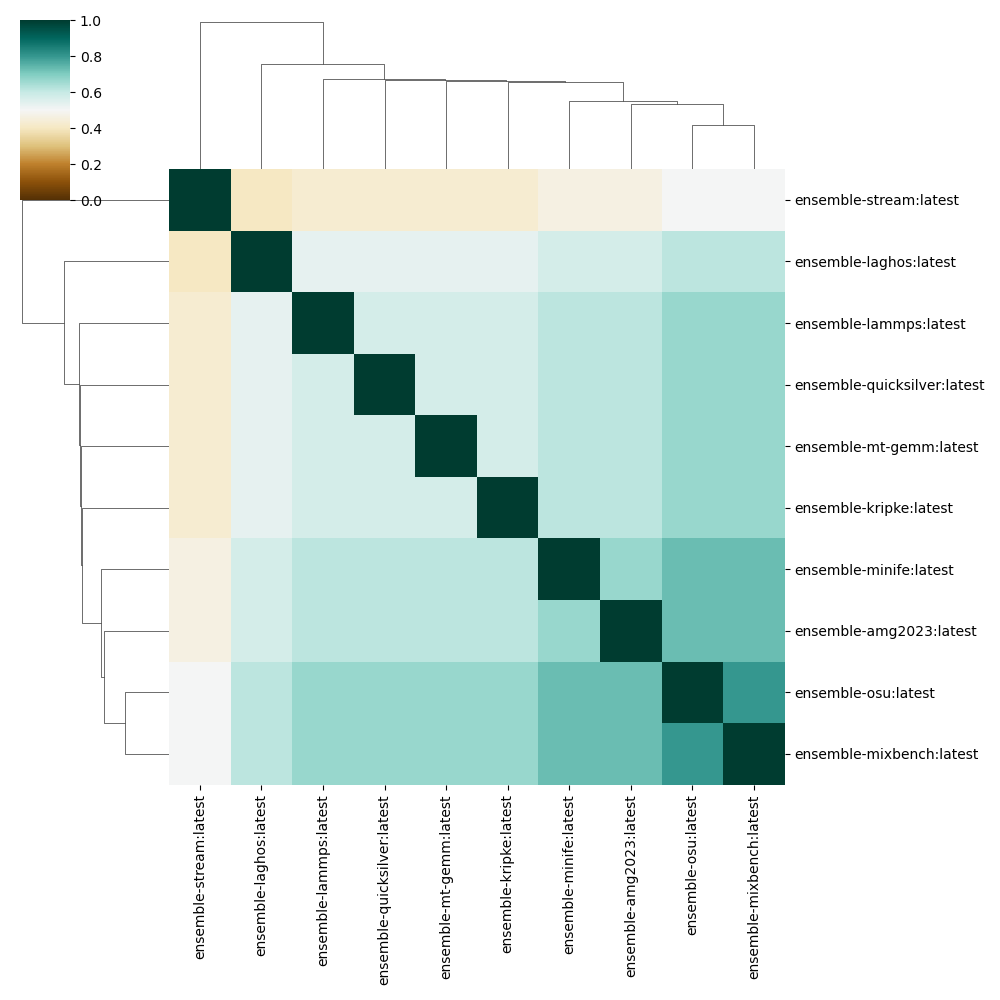 1.0
0.8
0.6
0.4
0.2
0.0
ensemble-stream:latest
ensemble-laghos:latest
ensemble-lammps:latest
ensemble-quicksilver:latest
ensemble-mt-gemm:latest
ensemble-kripke:latest
ensemble-minife:latest
ensemble-amg2023:latest
ensemble-osu:latest
ensemble-mixbench:latest
ensemble-stream:latest
ensemble-laghos:latest
ensemble-lammps:latest
ensemble-quicksilver:latest
ensemble-mt-gemm:latest
ensemble-kripke:latest
ensemble-minife:latest
ensemble-amg2023:latest
ensemble-osu:latest
ensemble-mixbench:latest